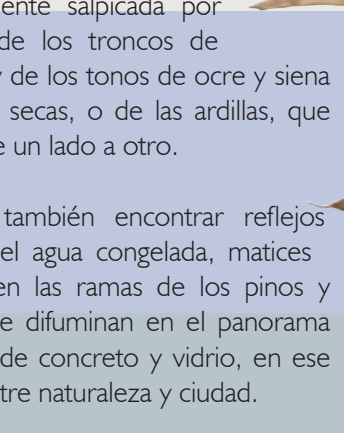 salpicada por
de los troncos de
y de los tonos de ocre y siena
secas, o de las ardillas, que
un lado a otro.
también encontrar reflejos
el agua congelada, matices
en las ramas de los pinos y
e difuminan en el panorama
de concreto y vidrio, en ese
tre naturaleza y ciudad.